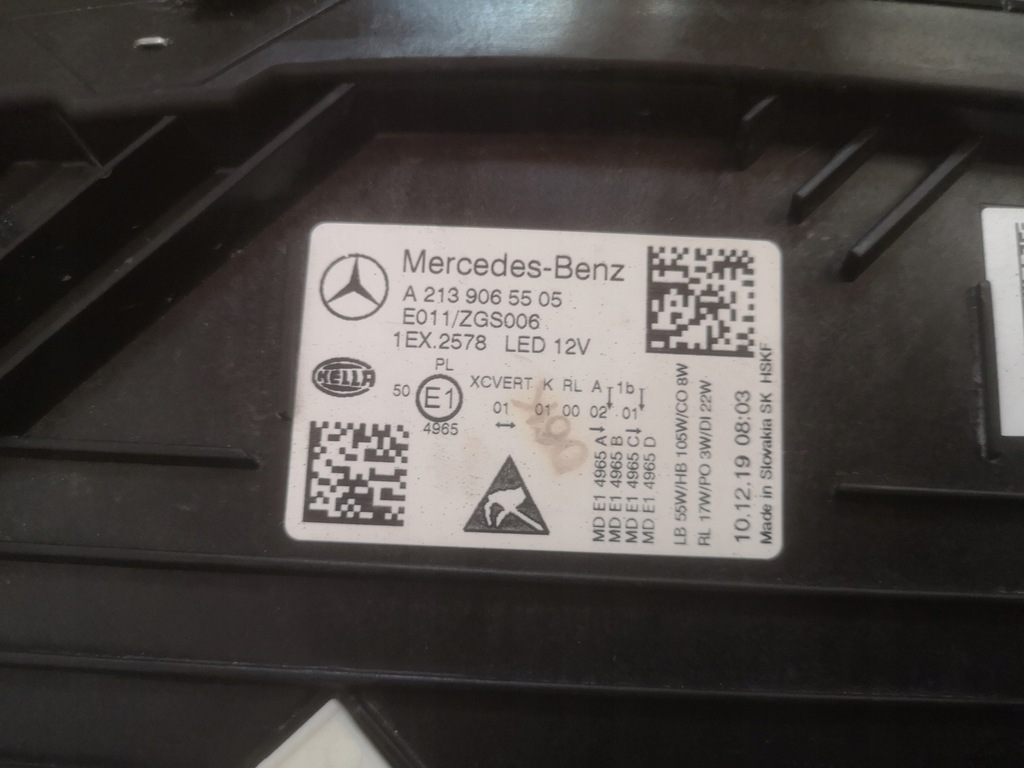 Mercedes-Benz
A 213 906 55 05
E011/ZGS006
1EX.2578 LED 12V
HELLA
PL
50 E1 XCVERT K RL A 1b
01 01 00 02 01
4965
MD E1 4965 A
MD E1 4965 B
MD E1 4965 C
MD E1 4965 D
LB 55W/HB 105W/CO 8W
RL 17W/PO 3W/DI 22W
10.12.19 08:03
Made in Slovakia SK HSKF